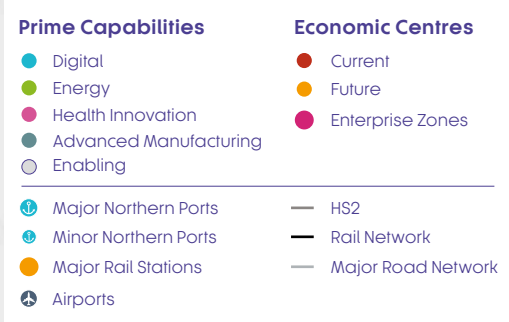 Prime Capabilities
Digital
Energy
Health Innovation
Advanced Manufacturing
Enabling
Economic Centres
Current
Future
Enterprise Zones
Major Northern Ports
Minor Northern Ports
Major Rail Stations
Airports
HS2
Rail Network
Major Road Network